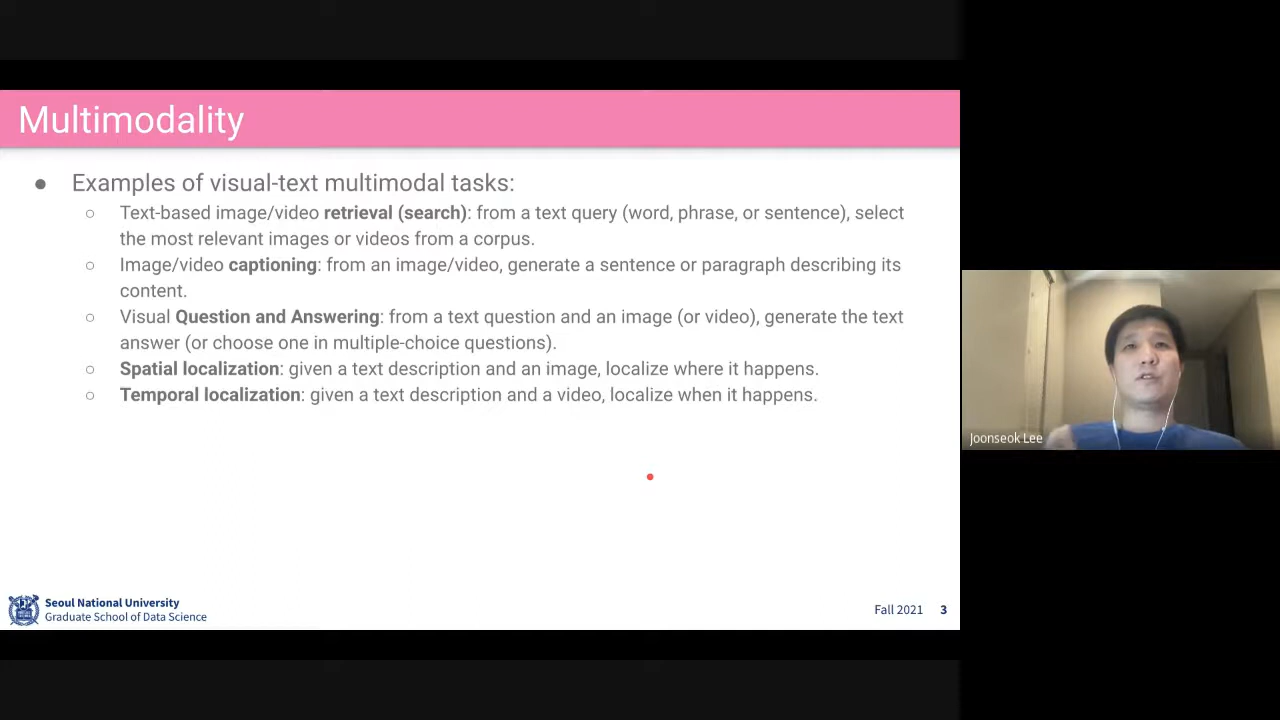 Multimodality
● Examples of visual-text multimodal tasks:
○ Text-based image/video retrieval (search): from a text query (word, phrase, or sentence), select
the most relevant images or videos from a corpus.
○ Image/video captioning: from an image/video, generate a sentence or paragraph describing its
content.
○ Visual Question and Answering: from a text question and an image (or video), generate the text
answer (or choose one in multiple-choice questions).
○ Spatial localization: given a text description and an image, localize where it happens.
○ Temporal localization: given a text description and a video, localize when it happens.
Joonseok Lee
Seoul National University
Graduate School of Data Science
Fall 2021 3